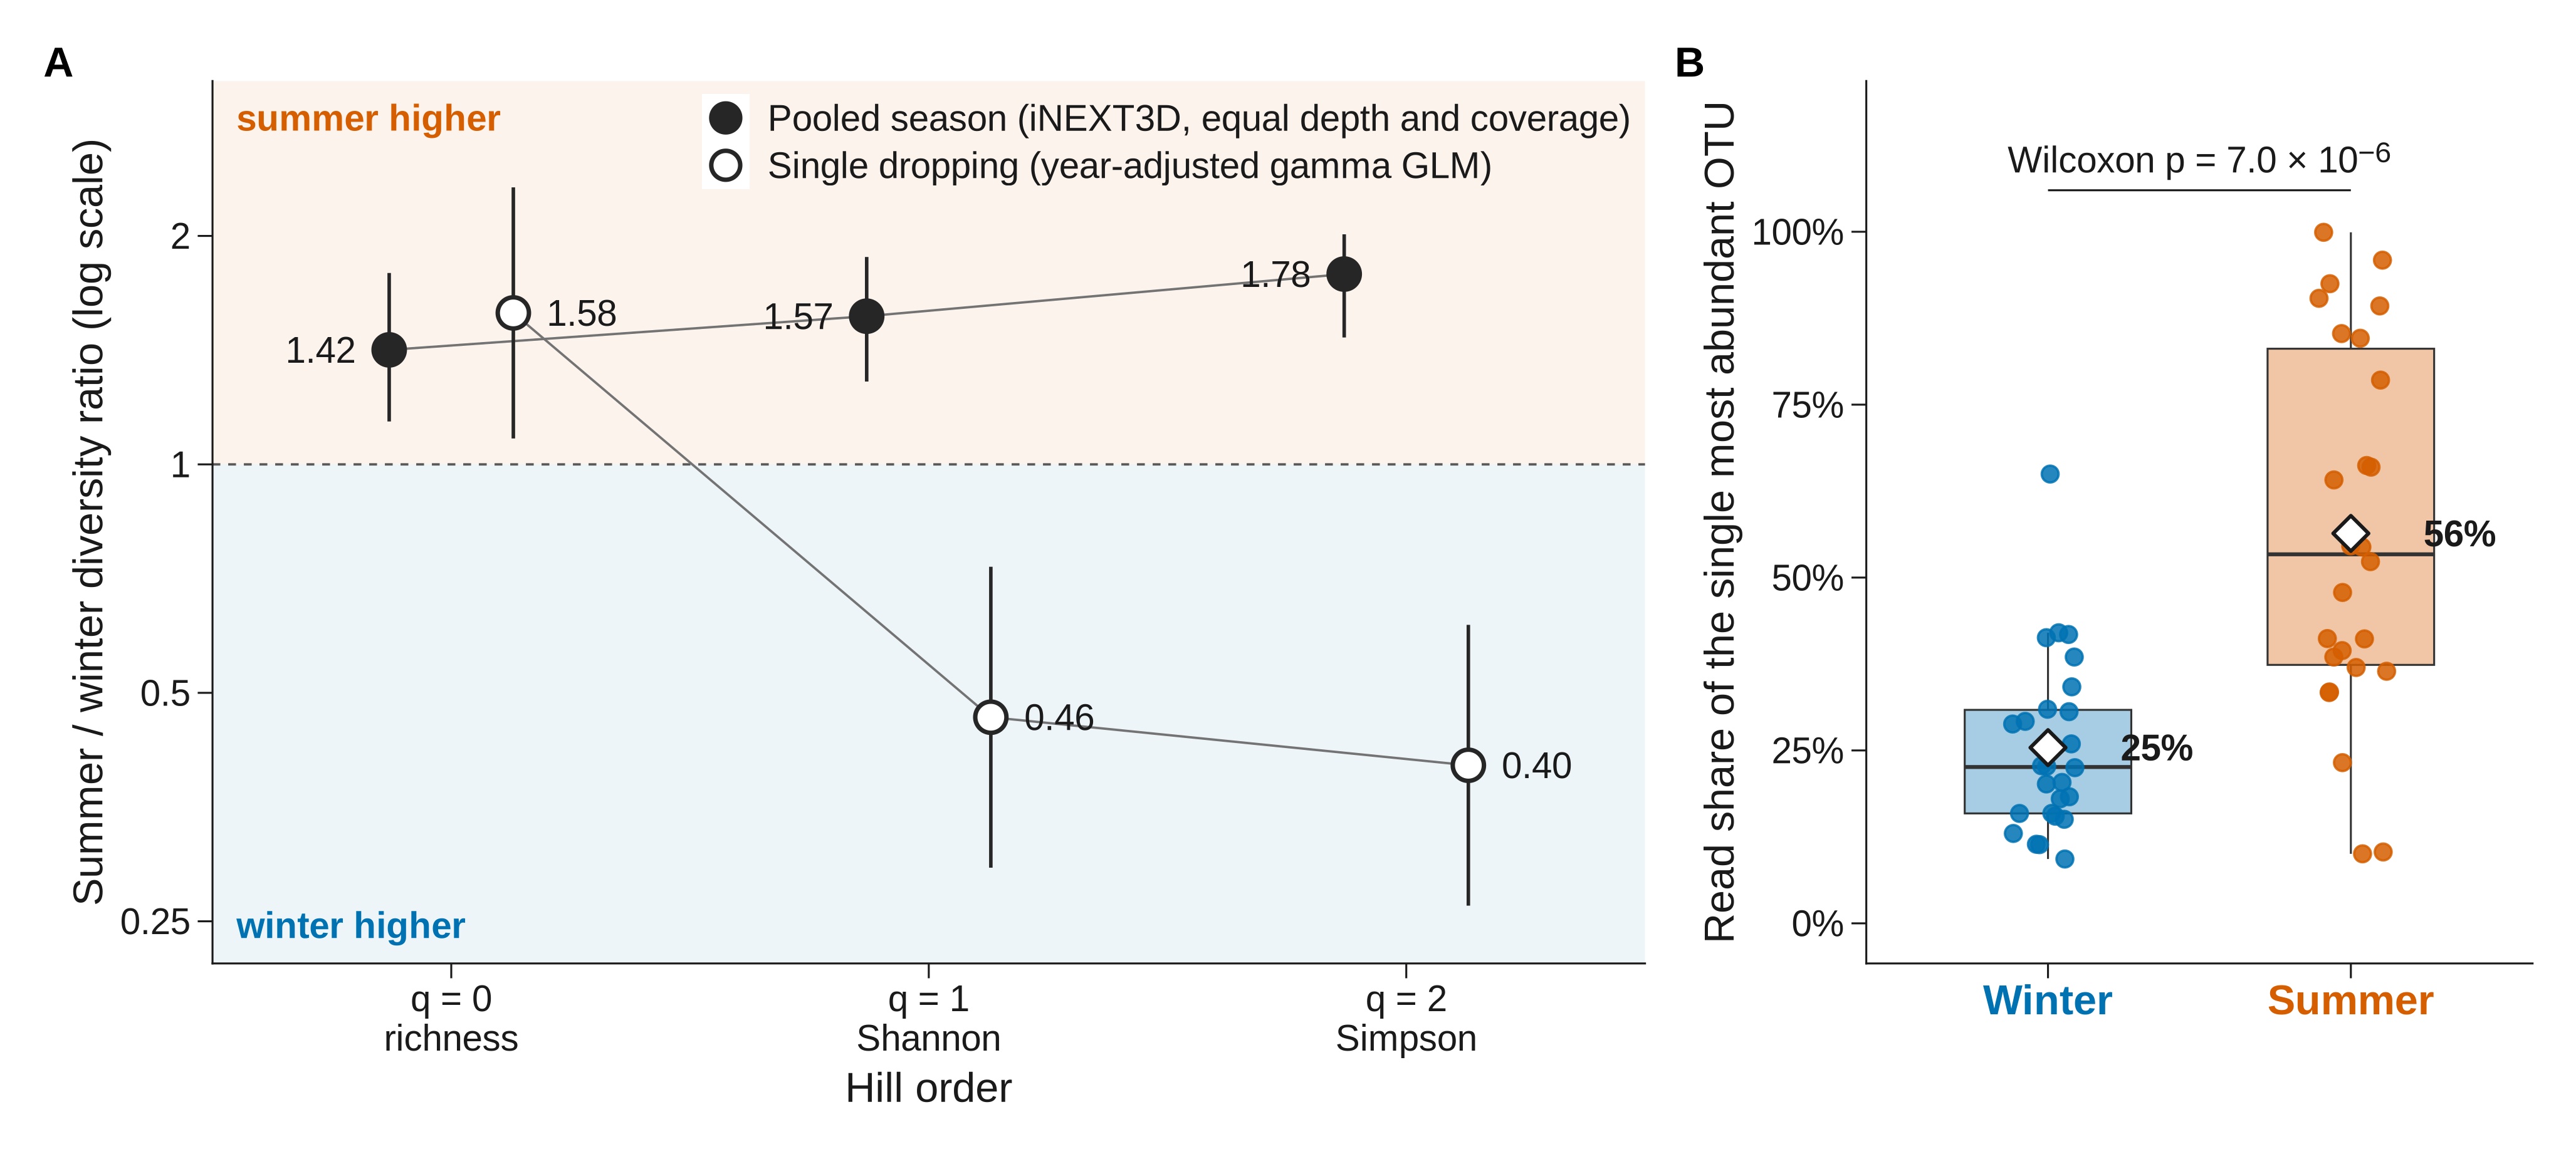 A
summer higher
Pooled season (iNEXT3D, equal depth and coverage)
Single dropping (year-adjusted gamma GLM)
Summer / winter diversity ratio (log scale)
2
1
0.5
0.25
1.42
1.58
1.57
1.78
0.46
0.40
winter higher
q = 0
richness
q = 1
Shannon
q = 2
Simpson
Hill order
B
Read share of the single most abundant OTU
Wilcoxon p = 7.0 × 10⁻⁶
100%
75%
50%
25%
0%
25%
56%
Winter
Summer